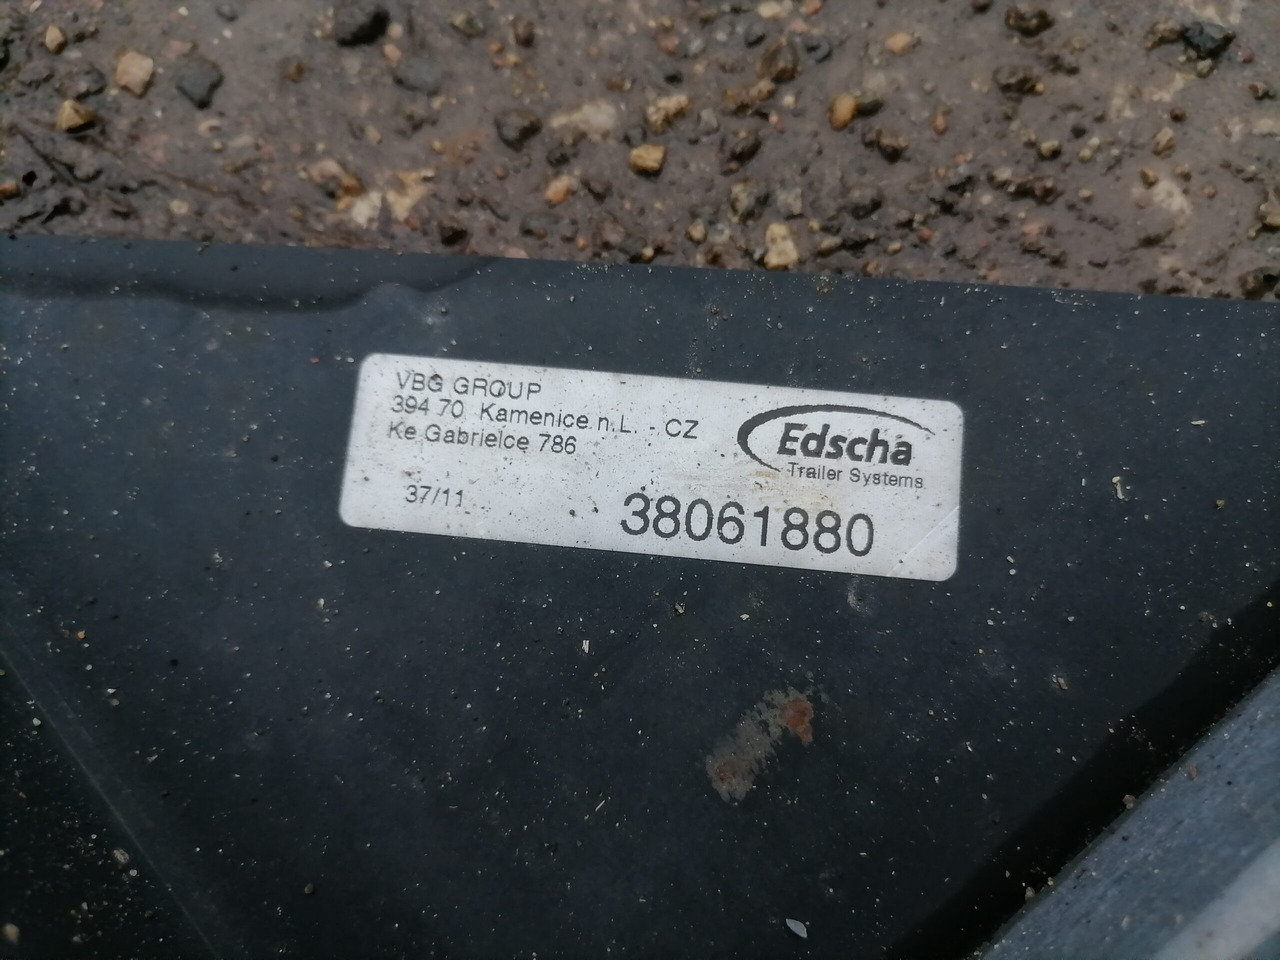 VBG GROUP
394 70 Kamenice n.L. - CZ
Ke Gabrielce 786
37/11
Edscha
Trailer Systems
38061880